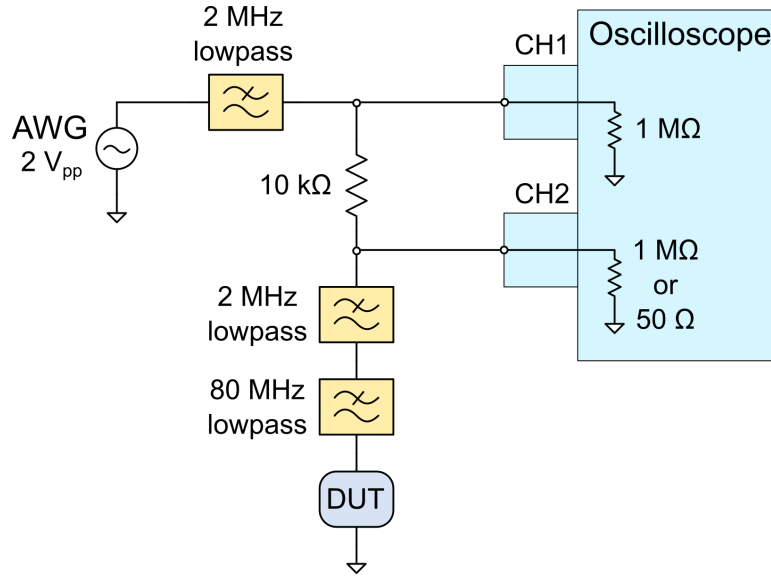 2 MHz
lowpass
AWG
2 Vpp
10 kΩ
CH1
Oscilloscope
1 MΩ
CH2
1 MΩ
or
50 Ω
2 MHz
lowpass
80 MHz
lowpass
DUT